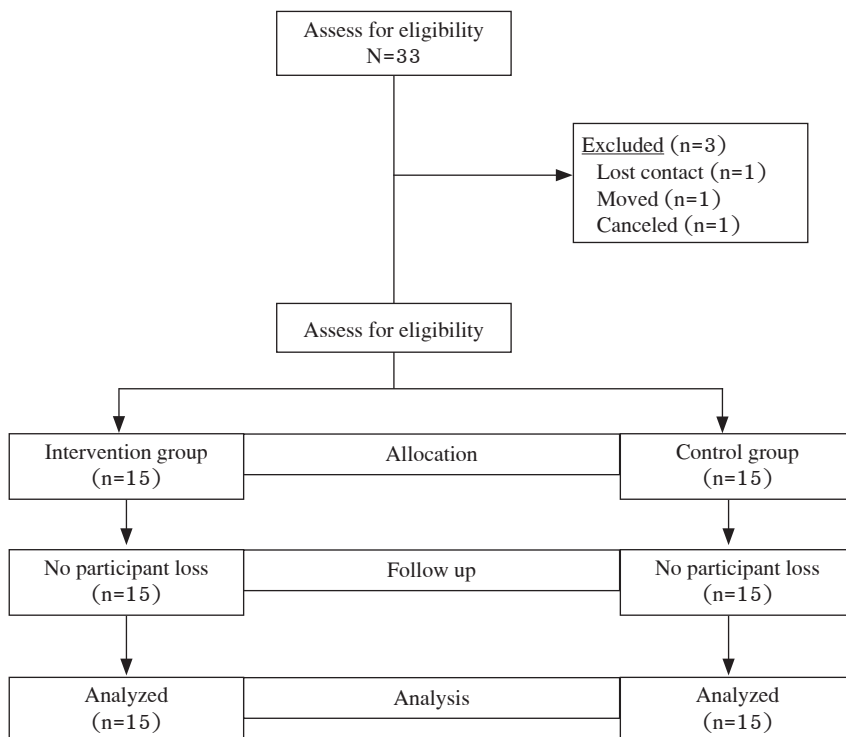 Assess for eligibility
N=33
Excluded (n=3)
Lost contact (n=1)
Moved (n=1)
Canceled (n=1)
Assess for eligibility
Intervention group
(n=15)
Allocation
Control group
(n=15)
No participant loss
(n=15)
Follow up
No participant loss
(n=15)
Analyzed
(n=15)
Analysis
Analyzed
(n=15)